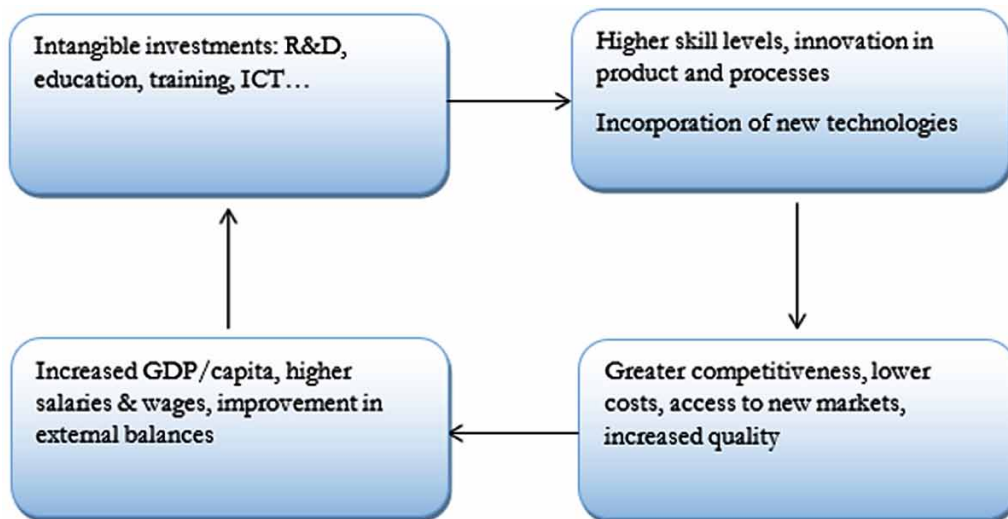 Intangible investments: R&D,
education, training, ICT…
Higher skill levels, innovation in
product and processes
Incorporation of new technologies
Increased GDP/capita, higher
salaries & wages, improvement in
external balances
Greater competitiveness, lower
costs, access to new markets,
increased quality